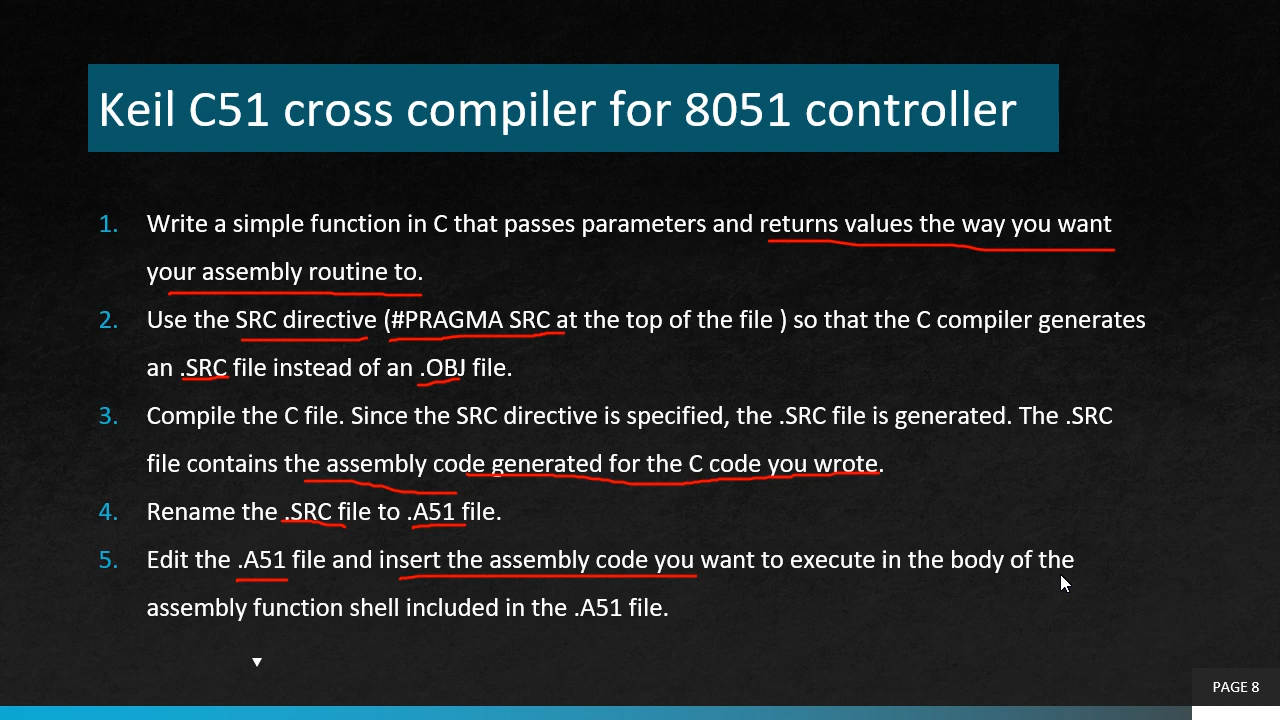 Keil C51 cross compiler for 8051 controller
1. Write a simple function in C that passes parameters and returns values the way you want
your assembly routine to.
2. Use the SRC directive (#PRAGMA SRC at the top of the file ) so that the C compiler generates
an .SRC file instead of an .OBJ file.
3. Compile the C file. Since the SRC directive is specified, the .SRC file is generated. The .SRC
file contains the assembly code generated for the C code you wrote.
4. Rename the .SRC file to .A51 file.
5. Edit the .A51 file and insert the assembly code you want to execute in the body of the
assembly function shell included in the .A51 file.
PAGE 8